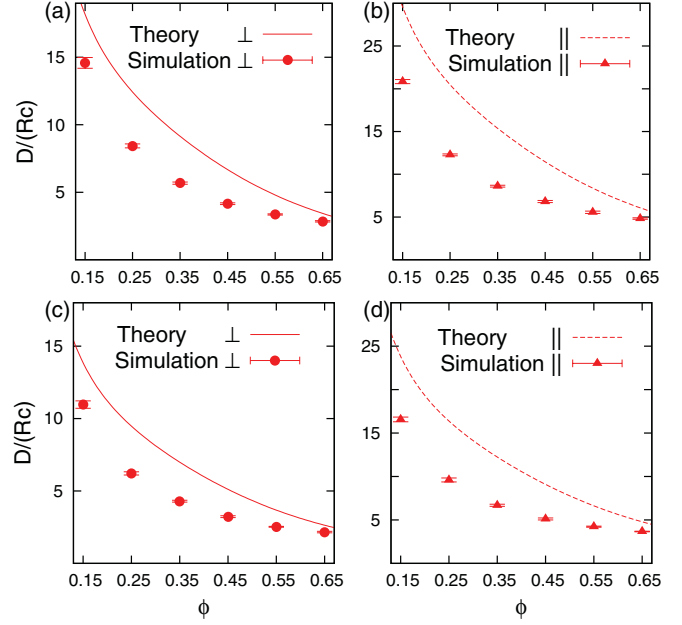 (a)
Theory ⊥
Simulation ⊥
D/(Rc)
15
10
5
0.15 0.25 0.35 0.45 0.55 0.65
(b)
Theory ||
Simulation ||
25
15
5
0.15 0.25 0.35 0.45 0.55 0.65
(c)
Theory ⊥
Simulation ⊥
D/(Rc)
15
10
5
0.15 0.25 0.35 0.45 0.55 0.65
ϕ
(d)
Theory ||
Simulation ||
25
15
5
0.15 0.25 0.35 0.45 0.55 0.65
ϕ